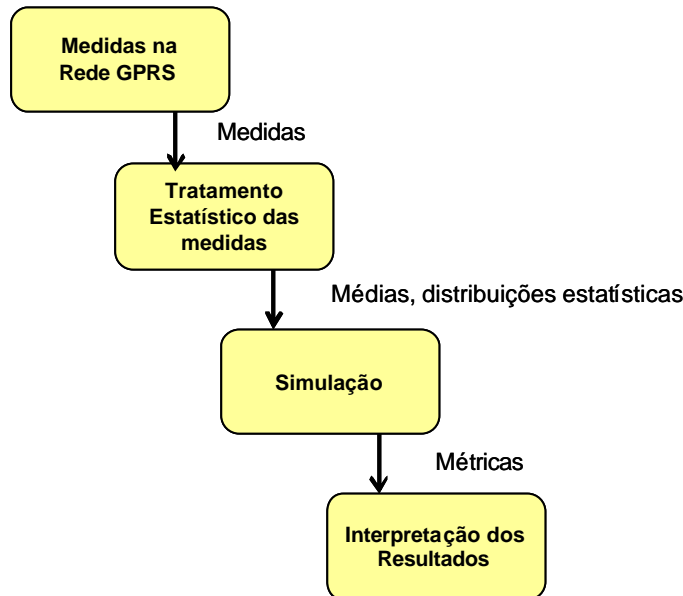 Medidas na
Rede GPRS
Medidas
Tratamento
Estatístico das
medidas
Médias, distribuições estatísticas
Simulação
Métricas
Interpretação dos
Resultados